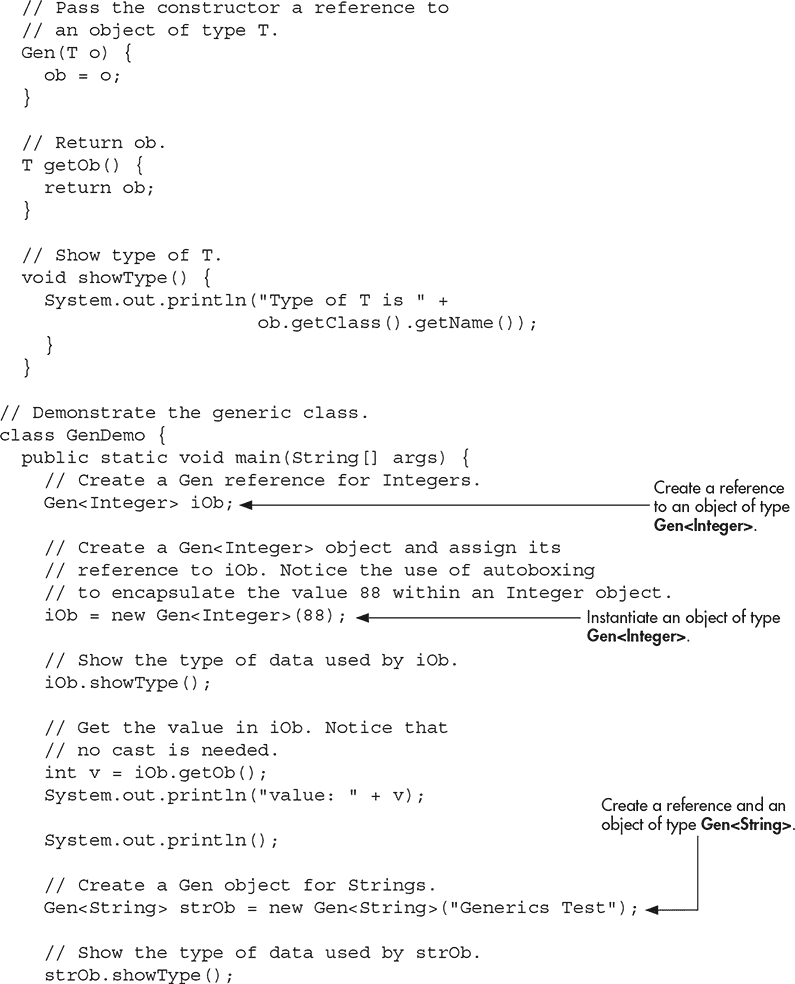 // Pass the constructor a reference to
// an object of type T.
Gen(T o) {
ob = o;
}
// Return ob.
T getOb() {
return ob;
}
// Show type of T.
void showType() {
System.out.println("Type of T is " +
ob.getClass().getName());
}
}
// Demonstrate the generic class.
class GenDemo {
public static void main(String[] args) {
// Create a Gen reference for Integers.
Gen<Integer> iOb;
Create a reference
to an object of type
Gen<Integer>.
// Create a Gen<Integer> object and assign its
// reference to iOb. Notice the use of autoboxing
// to encapsulate the value 88 within an Integer object.
iOb = new Gen<Integer>(88);
Instantiate an object of type
Gen<Integer>.
// Show the type of data used by iOb.
iOb.showType();
// Get the value in iOb. Notice that
// no cast is needed.
int v = iOb.getOb();
System.out.println("value: " + v);
System.out.println();
Create a reference and an
object of type Gen<String>.
// Create a Gen object for Strings.
Gen<String> strOb = new Gen<String>("Generics Test");
// Show the type of data used by strOb.
strOb.showType();